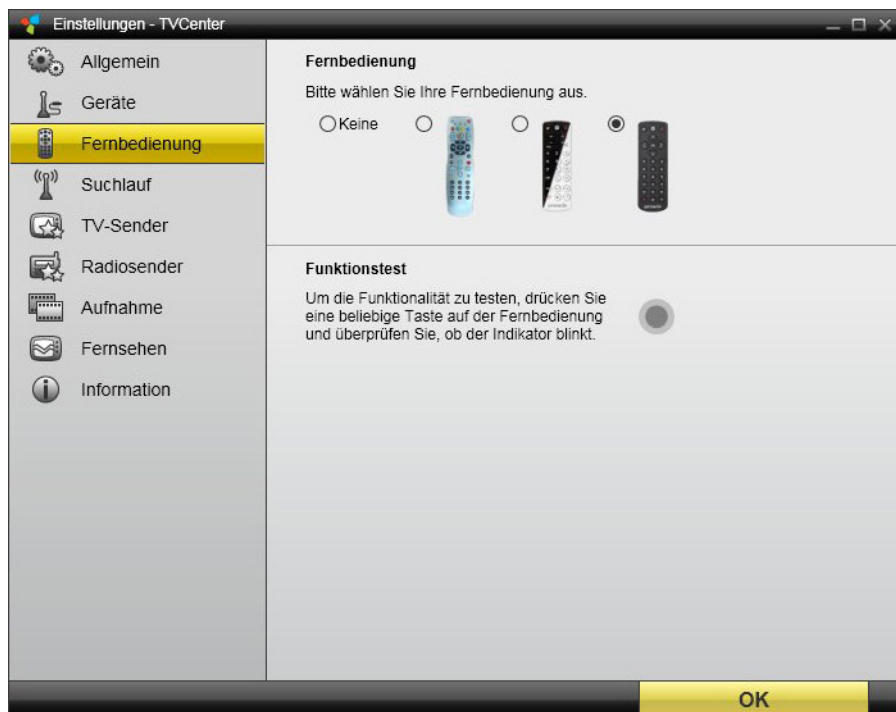 Einstellungen - TVCenter
Allgemein
Geräte
Fernbedienung
Suchlauf
TV-Sender
Radiosender
Aufnahme
Fernsehen
Information
Fernbedienung
Bitte wählen Sie Ihre Fernbedienung aus.
Keine
Funktionstest
Um die Funktionalität zu testen, drücken Sie
eine beliebige Taste auf der Fernbedienung
und überprüfen Sie, ob der Indikator blinkt.
OK